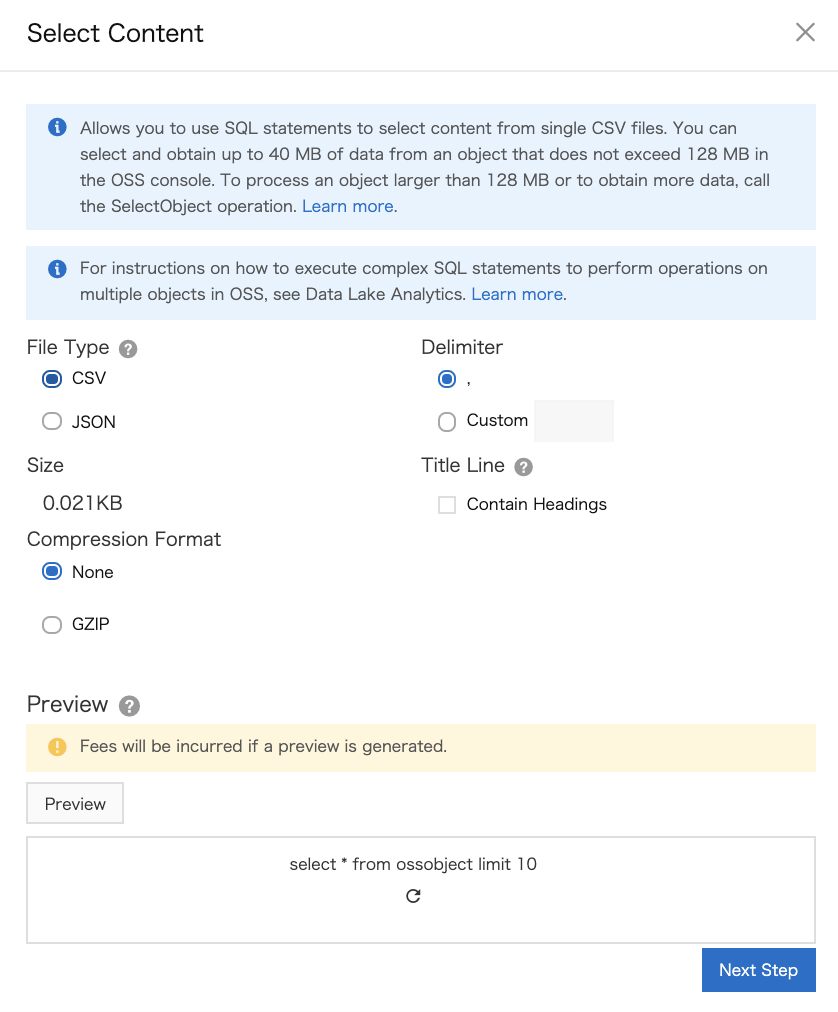 Select Content
Allows you to use SQL statements to select content from single CSV files. You can
select and obtain up to 40 MB of data from an object that does not exceed 128 MB in
the OSS console. To process an object larger than 128 MB or to obtain more data, call
the SelectObject operation. Learn more.
For instructions on how to execute complex SQL statements to perform operations on
multiple objects in OSS, see Data Lake Analytics. Learn more.
File Type
CSV
JSON
Delimiter
,
Custom
Size
0.021KB
Title Line
Contain Headings
Compression Format
None
GZIP
Preview
Fees will be incurred if a preview is generated.
Preview
select * from ossobject limit 10
Next Step